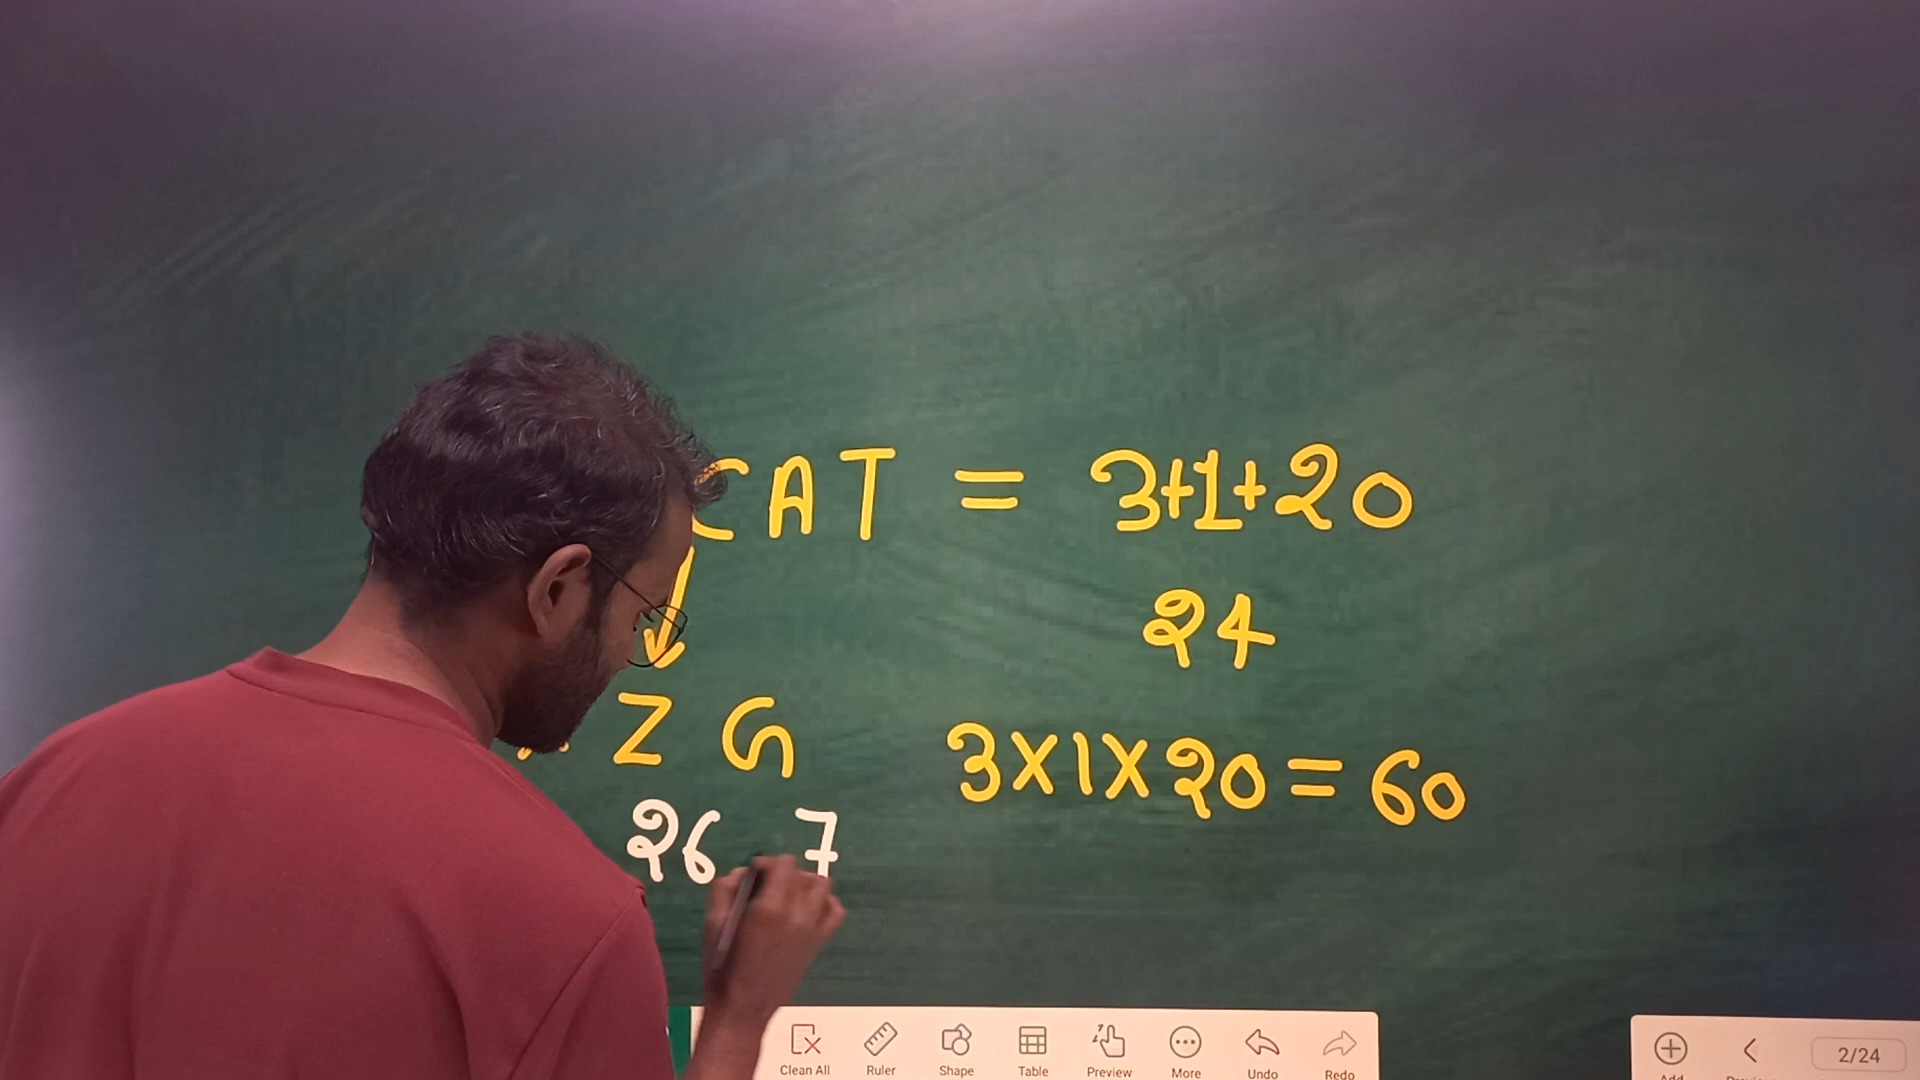 CAT = 3+1+20
24
Z G 3X1X20=60
26 7
Clean All Ruler Shape Table Preview More Undo Redo
Add 2/24